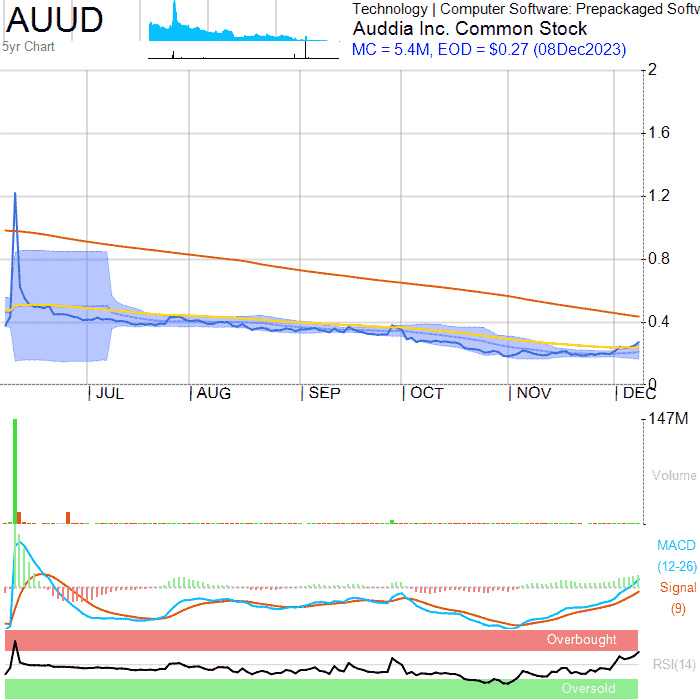 AUUD
5yr Chart
Technology | Computer Software: Prepackaged Softw
Auddia Inc. Common Stock
MC = 5.4M, EOD = $0.27 (08Dec2023)
2
1.6
1.2
0.8
0.4
0
JUL AUG SEP OCT NOV DEC
147M
Volume
MACD
(12-26)
Signal
(9)
Overbought
RSI(14)
Oversold